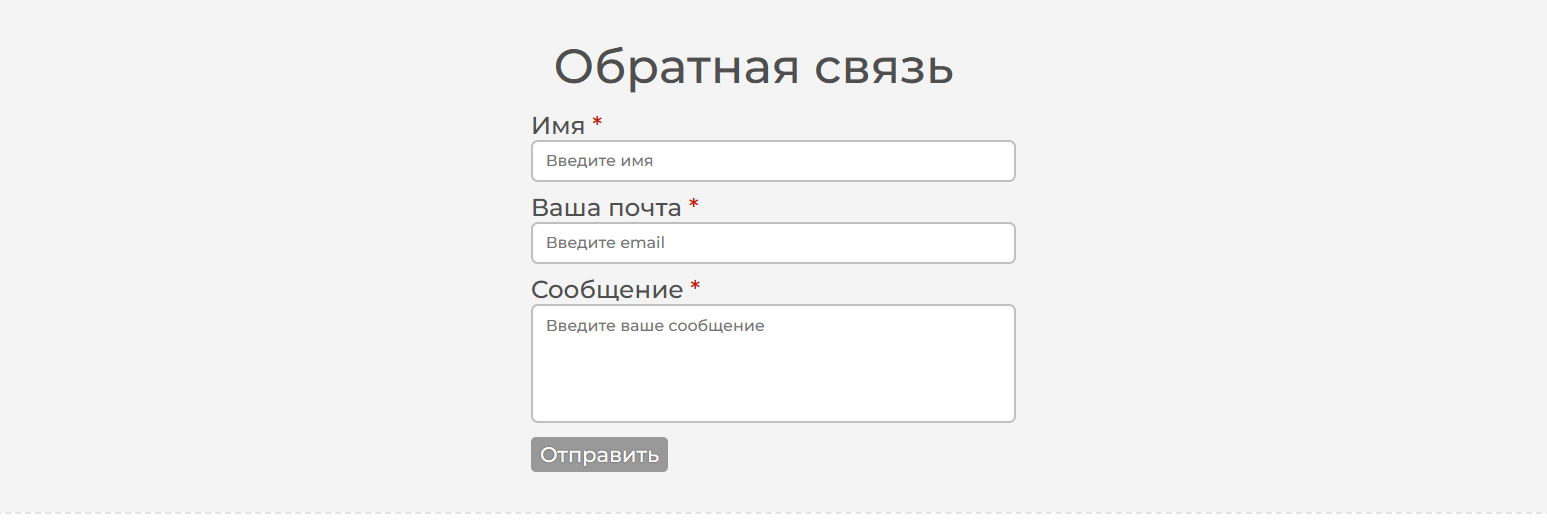 Обратная связь
Имя *
Введите имя
Ваша почта *
Введите email
Сообщение *
Введите ваше сообщение
Отправить